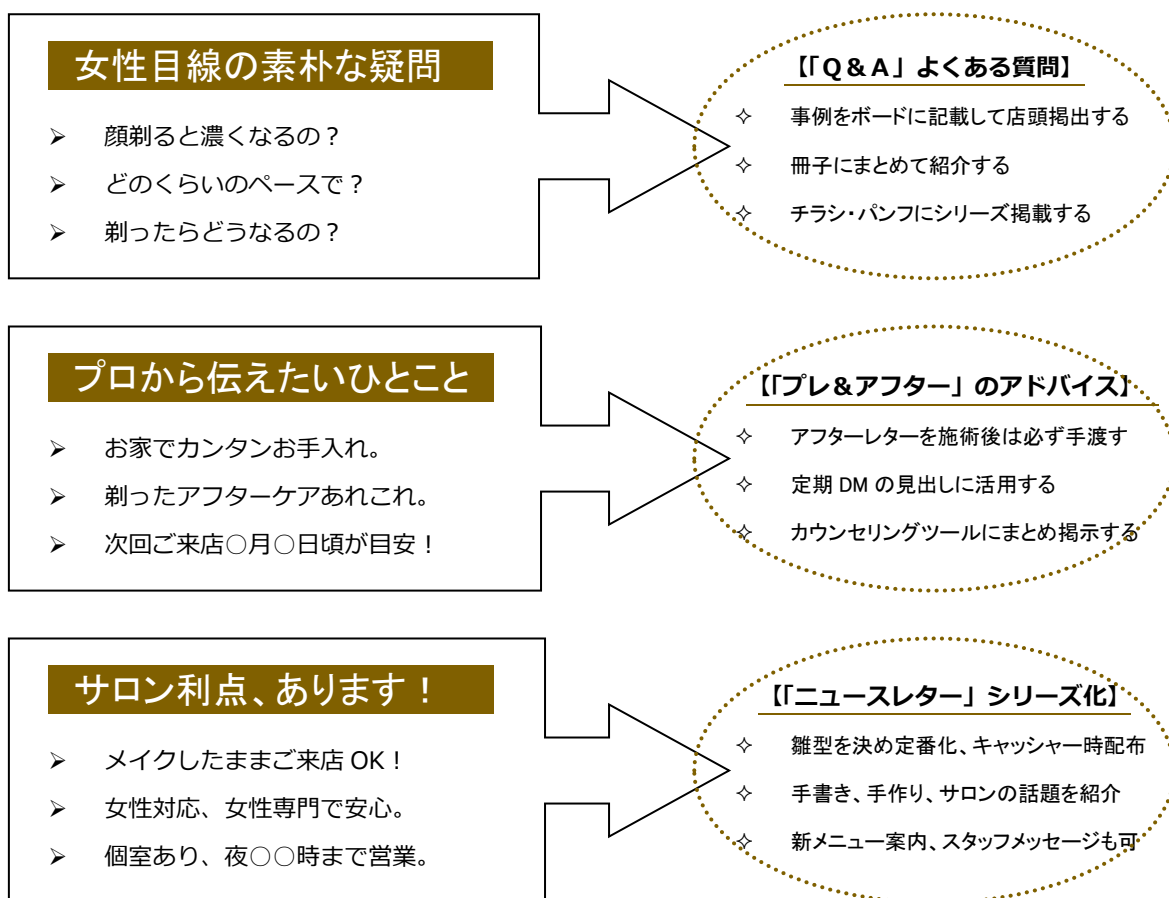 女性目線の素朴な疑問
➢ 顔剃ると濃くなるの？
➢ どのくらいのペースで？
➢ 剃ったらどうなるの？
【「Ｑ＆Ａ」よくある質問】
✧ 事例をボードに記載して店頭掲出する
✧ 冊子にまとめて紹介する
✧ チラシ・パンフにシリーズ掲載する
プロから伝えたいひとこと
➢ お家でカンタンお手入れ。
➢ 剃ったアフターケアあれこれ。
➢ 次回ご来店○月○日頃が目安！
【「プレ＆アフター」のアドバイス】
✧ アフターレターを施術後は必ず手渡す
✧ 定期 DM の見出しに活用する
✧ カウンセリングツールにまとめ掲示する
サロン利点、あります！
➢ メイクしたままご来店 OK！
➢ 女性対応、女性専門で安心。
➢ 個室あり、夜○○時まで営業。
【「ニュースレター」シリーズ化】
✧ 雛型を決め定番化、キャッシャー時配布
✧ 手書き、手作り、サロンの話題を紹介
✧ 新メニュー案内、スタッフメッセージも可